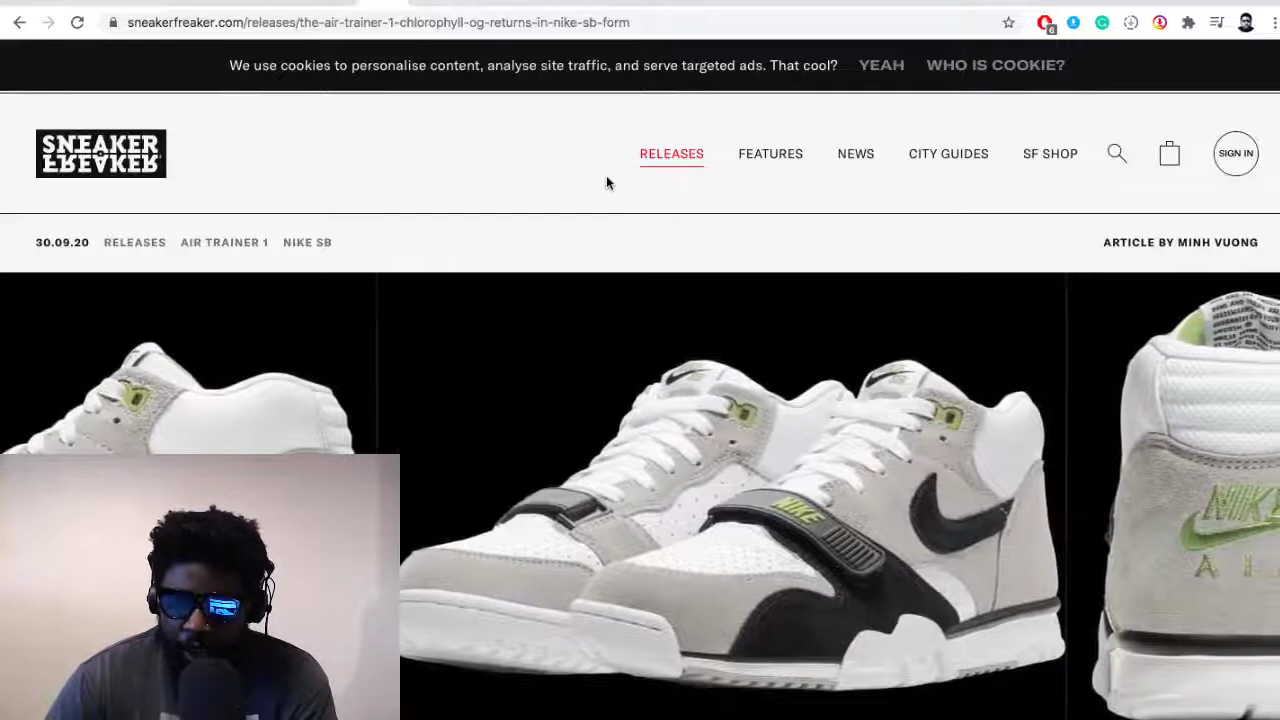 sneakerfreaker.com/releases/the-air-trainer-1-chlorophyll-og-returns-in-nike-sb-form
6
We use cookies to personalise content, analyse site traffic, and serve targeted ads. That cool? YEAH WHO IS COOKIE?
SNEAKER
FREAKER
RELEASES FEATURES NEWS CITY GUIDES SF SHOP SIGN IN
30.09.20 RELEASES AIR TRAINER 1 NIKE SB ARTICLE BY MINH VUONG
NIKE
NIKE
AI